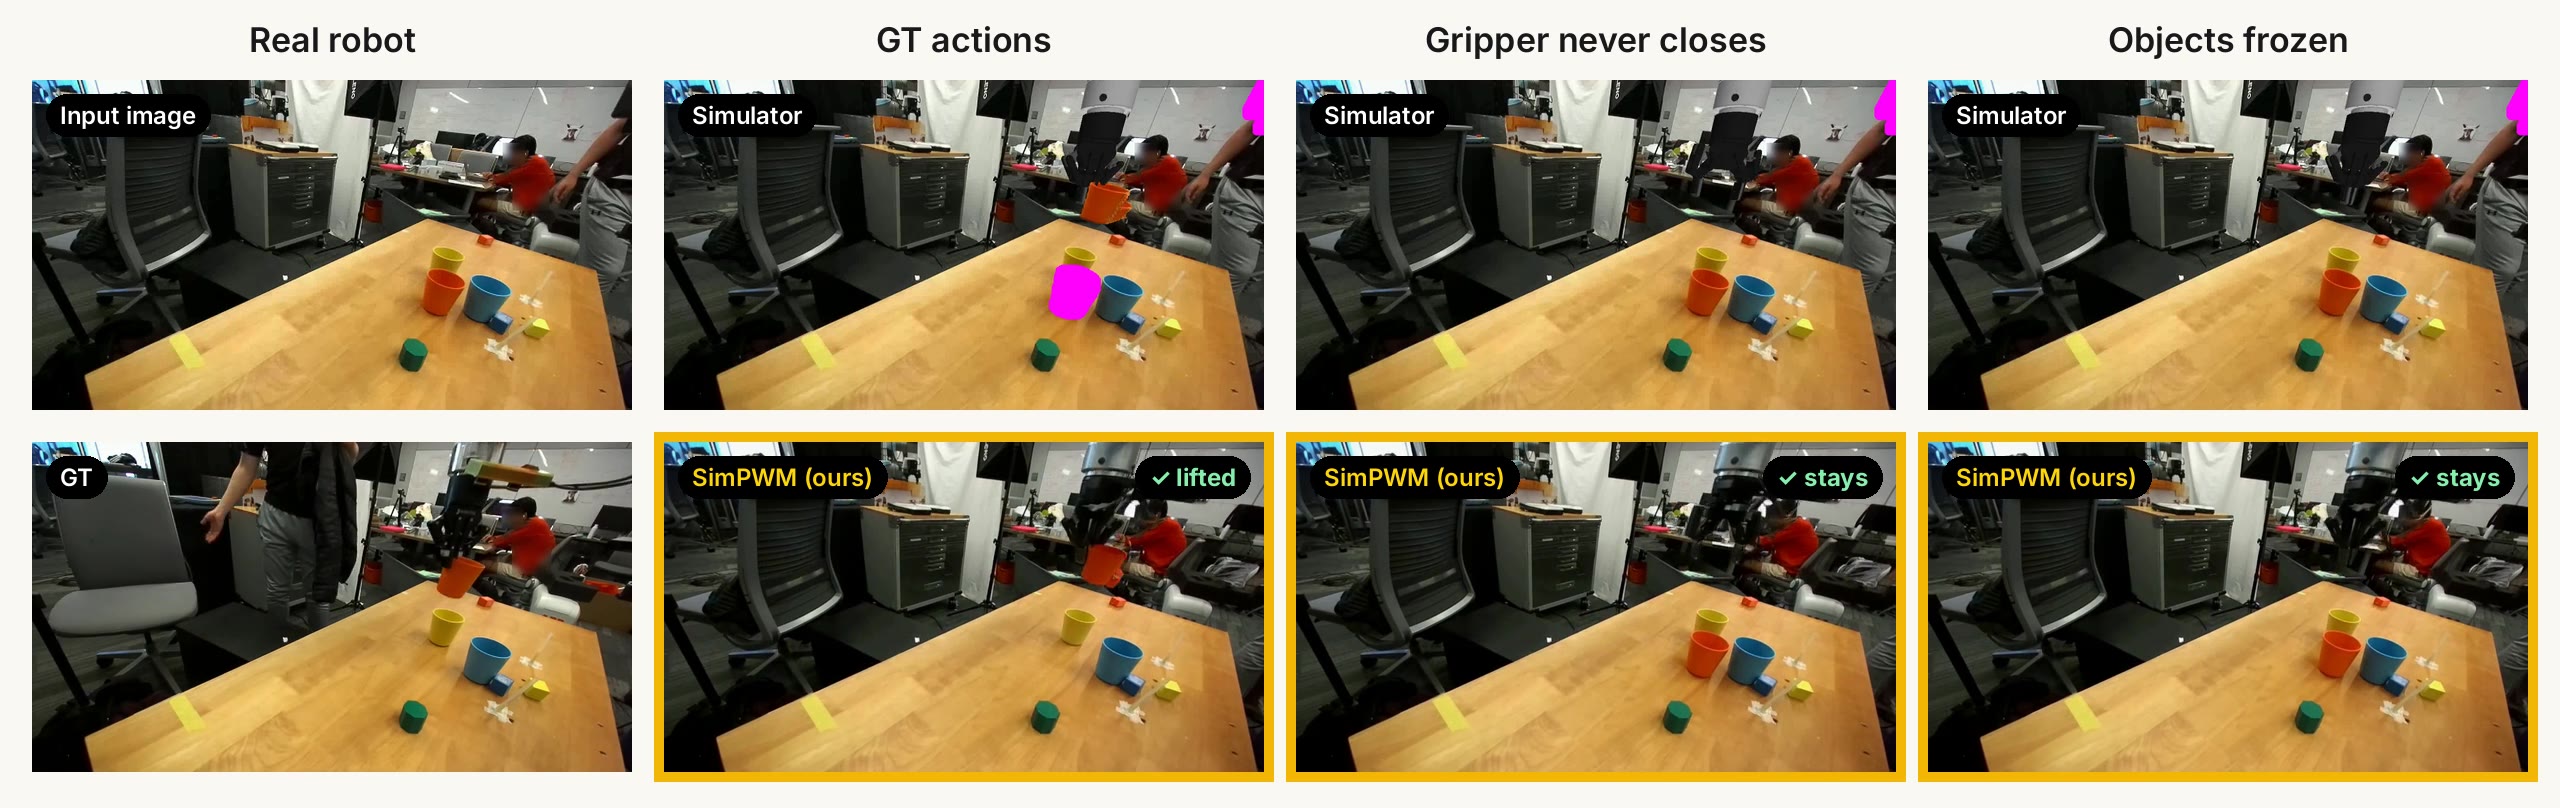 Real robot
GT actions
Gripper never closes
Objects frozen
Input image
Simulator
Simulator
Simulator
GT
SimPWM (ours)
✓ lifted
SimPWM (ours)
✓ stays
SimPWM (ours)
✓ stays